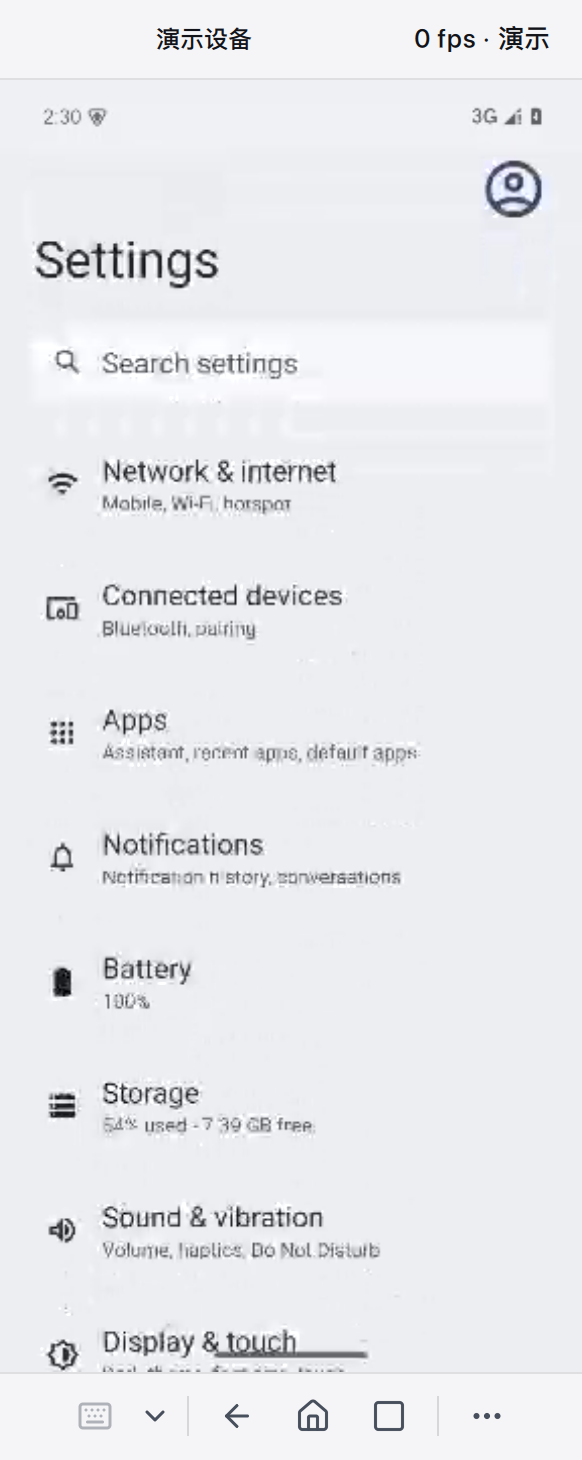 演示设备
0 fps · 演示
2:30
3G
Settings
Search settings
Network & internet
Mobile, Wi-Fi, hotspot
Connected devices
Bluetooth, pairing
Apps
Assistant, recent apps, default apps
Notifications
Notification history, conversations
Battery
100%
Storage
54% used - 7.39 GB free
Sound & vibration
Volume, haptics, Do Not Disturb
Display & touch